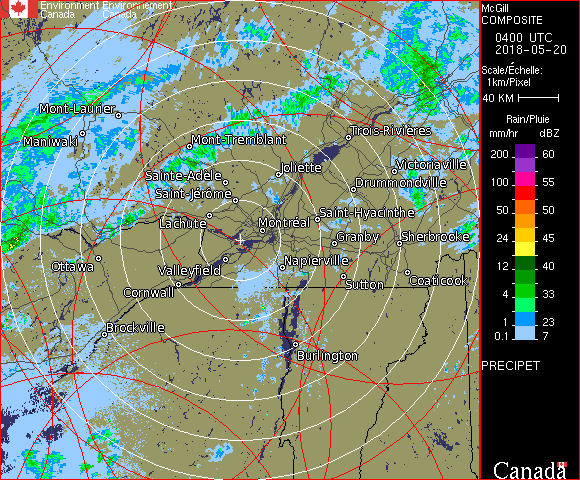 Environment Environnement
Canada Canada
McGill
COMPOSITE
0400 UTC
2018-05-20
Scale/Échelle:
1km/Pixel
40 KM
Rain/Pluie
mm/hr dBZ
200 60
100 55
50 50
24 45
12 40
4 33
1 23
0.1 7
PRECIPET
Canada
Mont-Laurier
Maniwaki
Mont-Tremblant
Trois-Rivières
Sainte-Adèle
Joliette
Victoriaville
Saint-Jérôme
Drummondville
Lachute
Montréal
Saint-Hyacinthe
Granby
Sherbrooke
Ottawa
Valleyfield
Napierville
Cornwall
Sutton
Coaticook
Brockville
Burlington